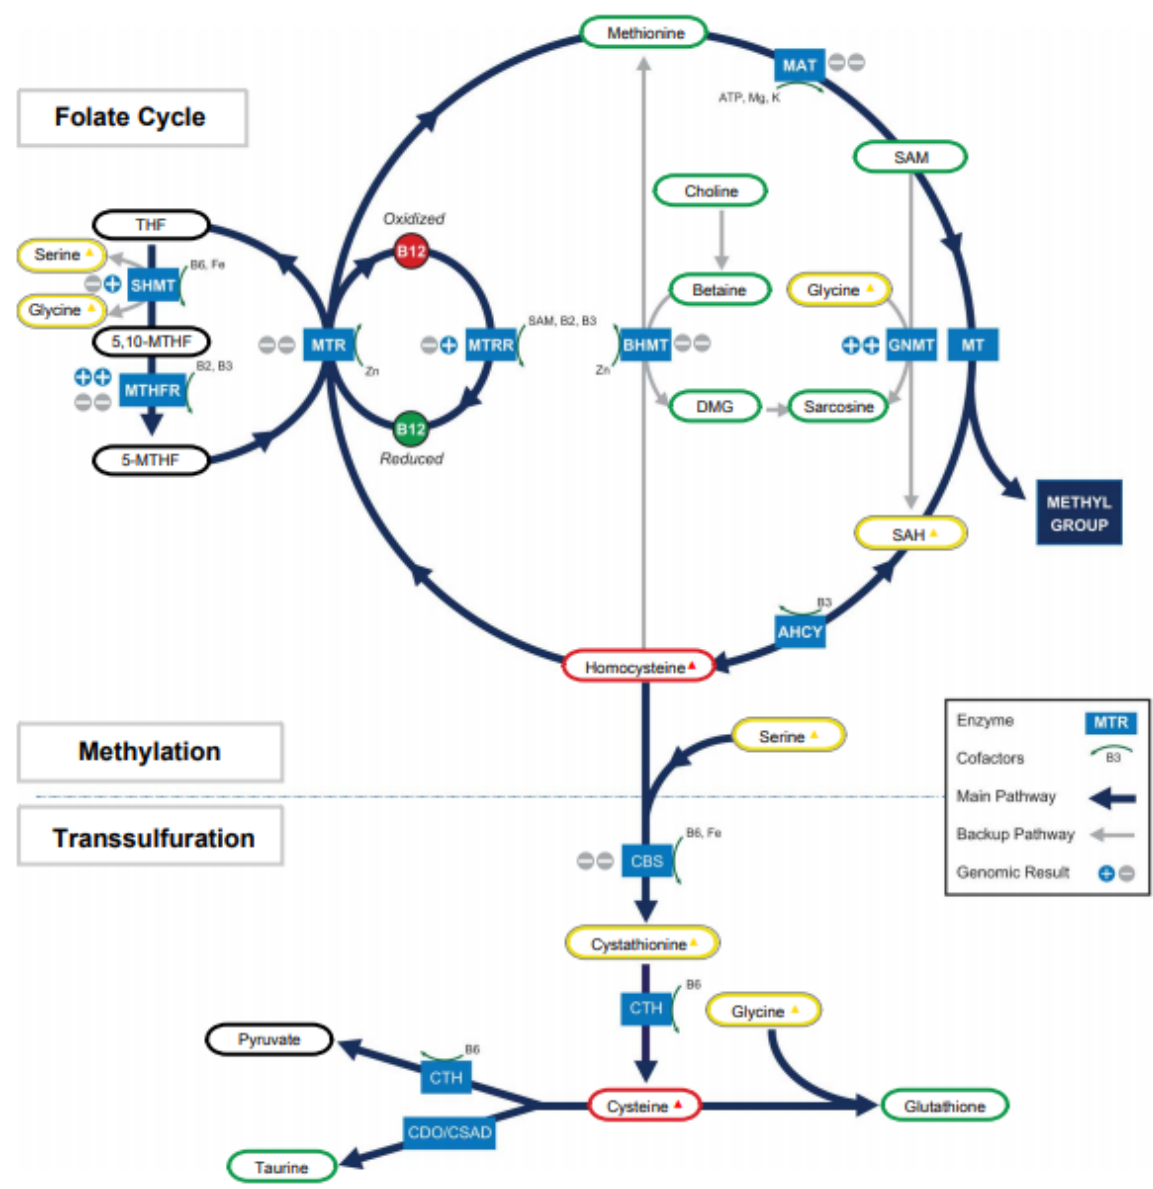 Methionine
MAT
ATP, Mg, K
Folate Cycle
SAM
Choline
THF
Oxidized
B12
Serine
B6, Fe
SHMT
Glycine
Betaine
Glycine
5,10-MTHF
MTR
Zn
MTRR
SAM, B2, B3
BHMT
Zn
GNMT
MT
B2, B3
MTHFR
DMG
Sarcosine
B12
Reduced
5-MTHF
METHYL
GROUP
SAH
B3
AHCY
Homocysteine
Methylation
Serine
Enzyme
MTR
Cofactors
B3
Main Pathway
Backup Pathway
Genomic Result
Transsulfuration
B6, Fe
CBS
Cystathionine
B6
CTH
Glycine
Pyruvate
B6
CTH
Cysteine
Glutathione
CDO/CSAD
Taurine